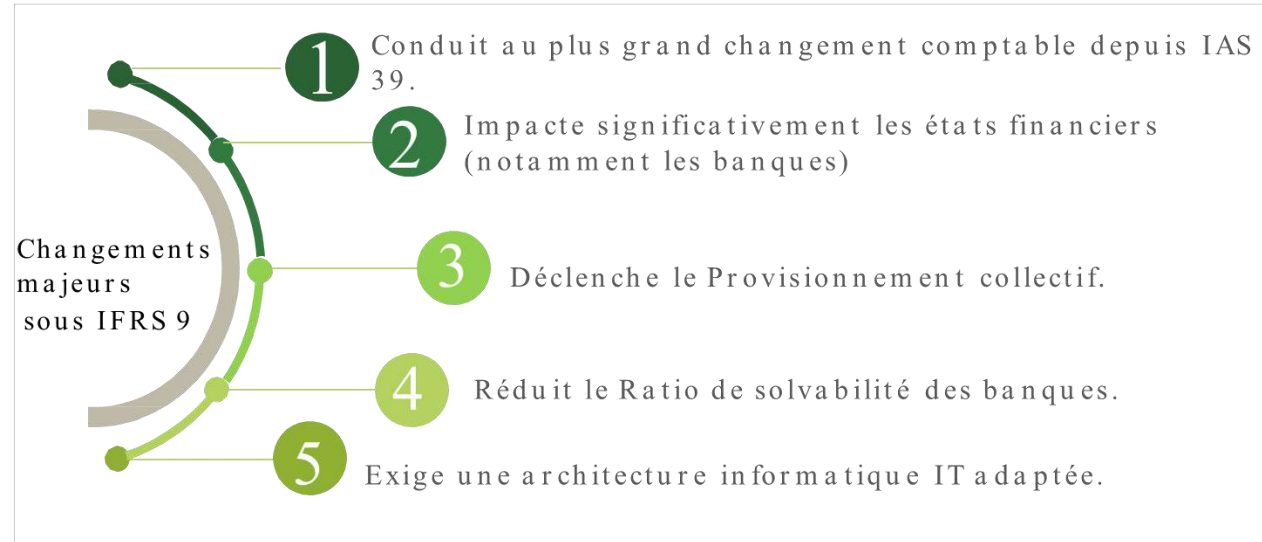 Changements
majeurs
sous IFRS 9
1
Conduit au plus grand changement comptable depuis IAS
39.
2
Impacte significativement les états financiers
(notamment les banques)
3
Déclenche le Provisionnement collectif.
4
Réduit le Ratio de solvabilité des banques.
5
Exige une architecture informatique IT adaptée.